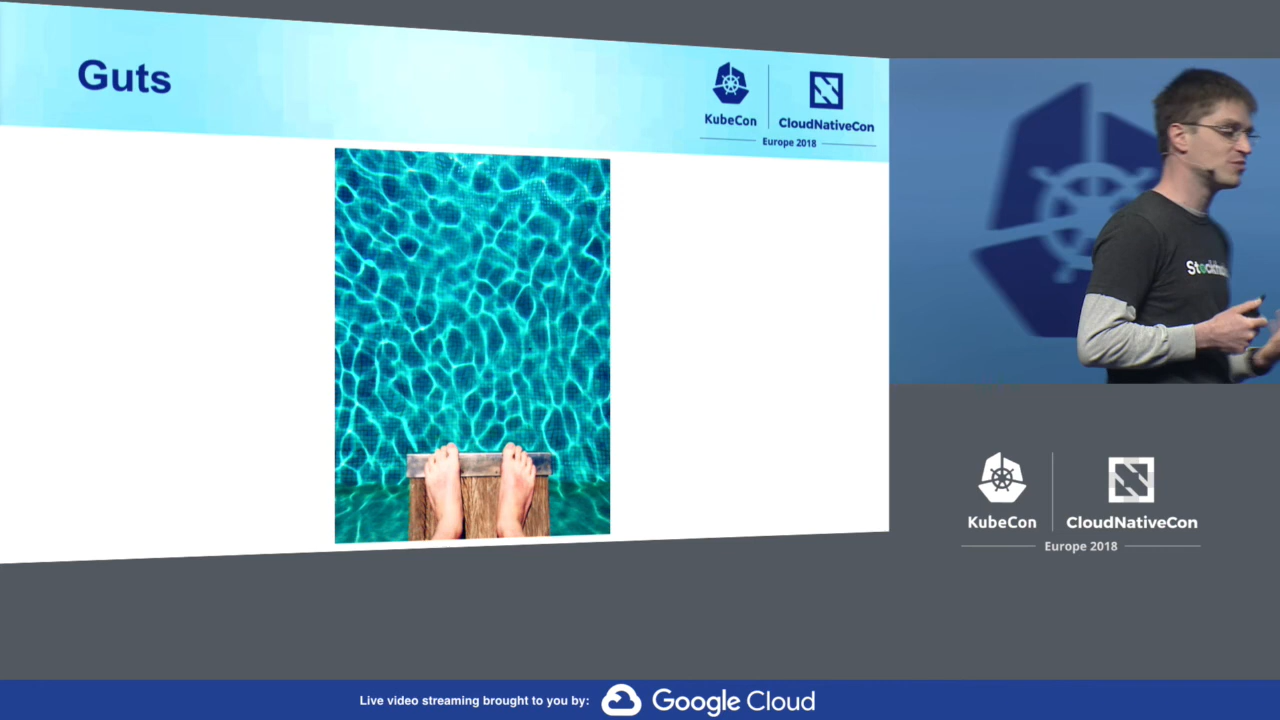 Guts
KubeCon
CloudNativeCon
Europe 2018
KubeCon
CloudNativeCon
Europe 2018
Live video streaming brought to you by:
Google Cloud